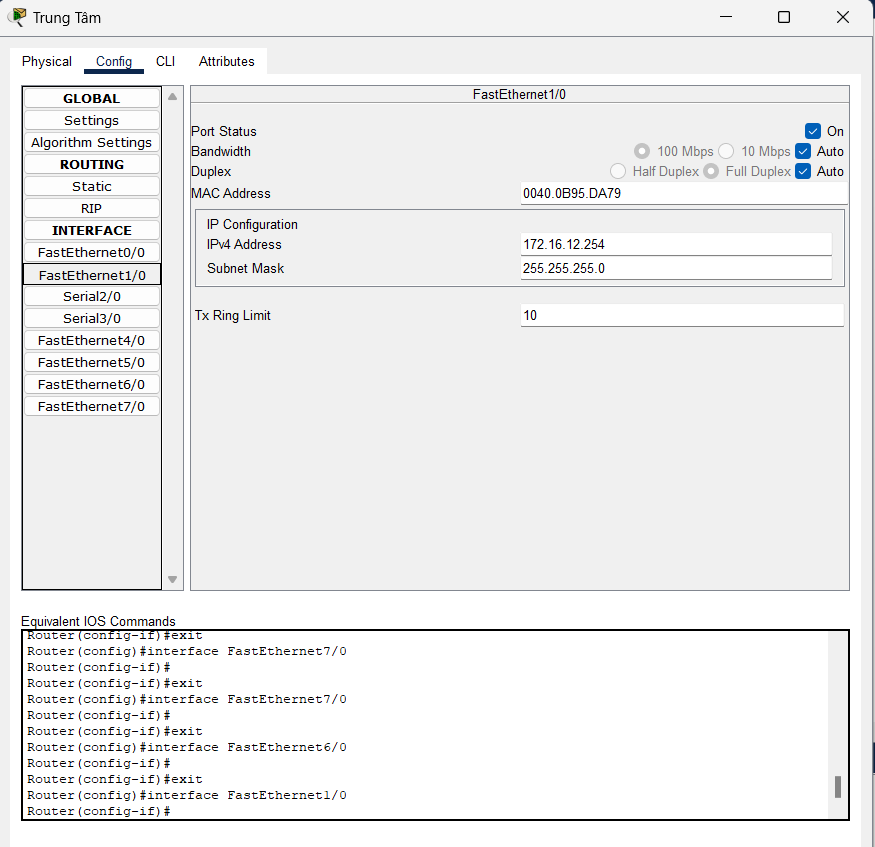 Trung Tâm
Physical Config CLI Attributes
GLOBAL
Settings
Algorithm Settings
ROUTING
Static
RIP
INTERFACE
FastEthernet0/0
FastEthernet1/0
Serial2/0
Serial3/0
FastEthernet4/0
FastEthernet5/0
FastEthernet6/0
FastEthernet7/0
FastEthernet1/0
Port Status On
Bandwidth 100 Mbps 10 Mbps Auto
Duplex Half Duplex Full Duplex Auto
MAC Address 0040.0B95.DA79
IP Configuration
IPv4 Address 172.16.12.254
Subnet Mask 255.255.255.0
Tx Ring Limit 10
Equivalent IOS Commands
Router(config-if)#exit
Router(config)#interface FastEthernet7/0
Router(config-if)#
Router(config-if)#exit
Router(config)#interface FastEthernet7/0
Router(config-if)#
Router(config-if)#exit
Router(config)#interface FastEthernet6/0
Router(config-if)#
Router(config-if)#exit
Router(config)#interface FastEthernet1/0
Router(config-if)#